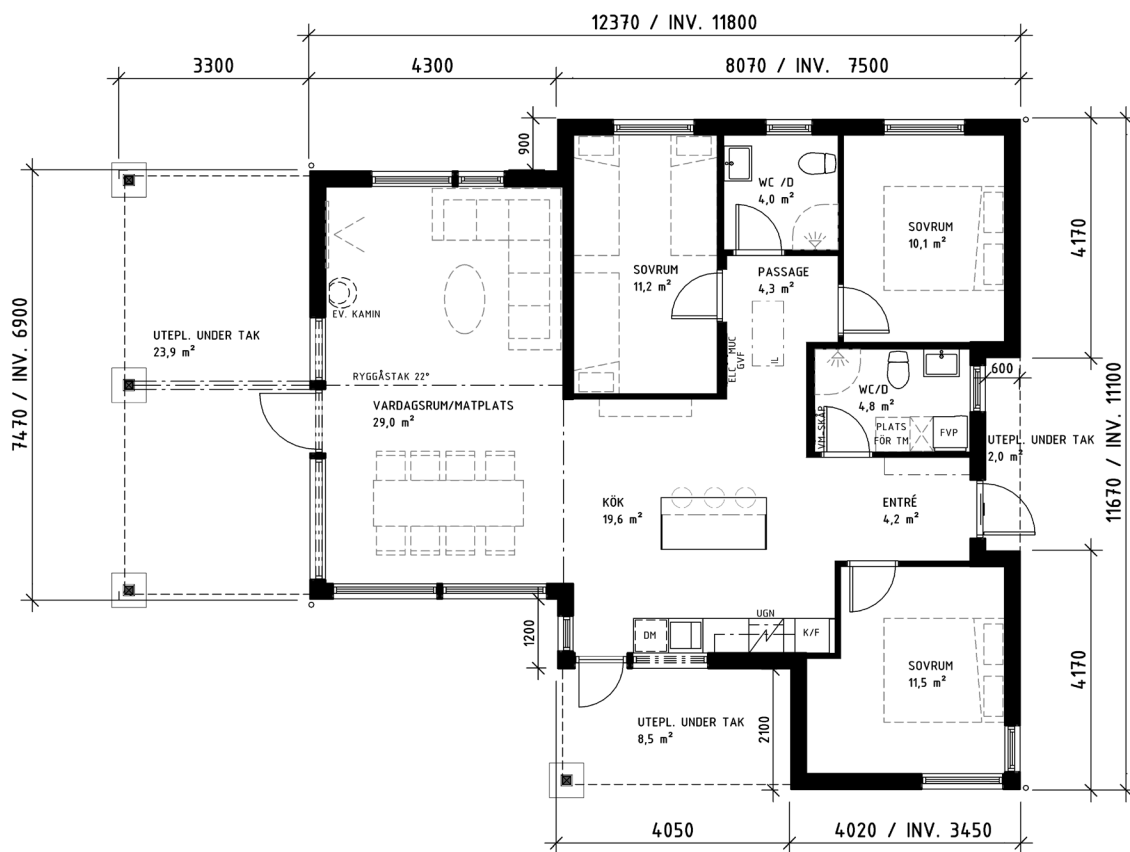 12370 / INV. 11800
3300
4300
8070 / INV. 7500
900
4170
7470 / INV. 6900
11670 / INV. 11100
WC /D
4,0 m²
SOVRUM
10,1 m²
SOVRUM
11,2 m²
PASSAGE
4,3 m²
EV. KAMIN
UTEPL. UNDER TAK
23,9 m²
ELC MUC
GVF
IL
RYGGÅSTAK 22°
VARDAGSRUM/MATPLATS
29,0 m²
600
WC/D
4,8 m²
VM-SKÅP
PLATS
FÖR TM
FVP
UTEPL. UNDER TAK
2,0 m²
KÖK
19,6 m²
ENTRÉ
4,2 m²
1200
UGN
DM
K/F
SOVRUM
11,5 m²
4170
UTEPL. UNDER TAK
8,5 m²
2100
4050
4020 / INV. 3450